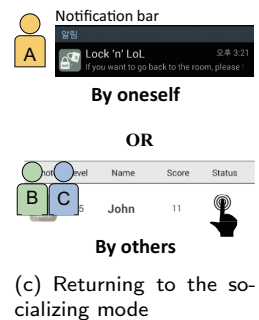 Notification bar
A
알림
Lock 'n' LoL 오후 3:21
If you want to go back to the room, please
By oneself
OR
B C
Level Name Score Status
5 John 11
By others
(c) Returning to the so-
cializing mode